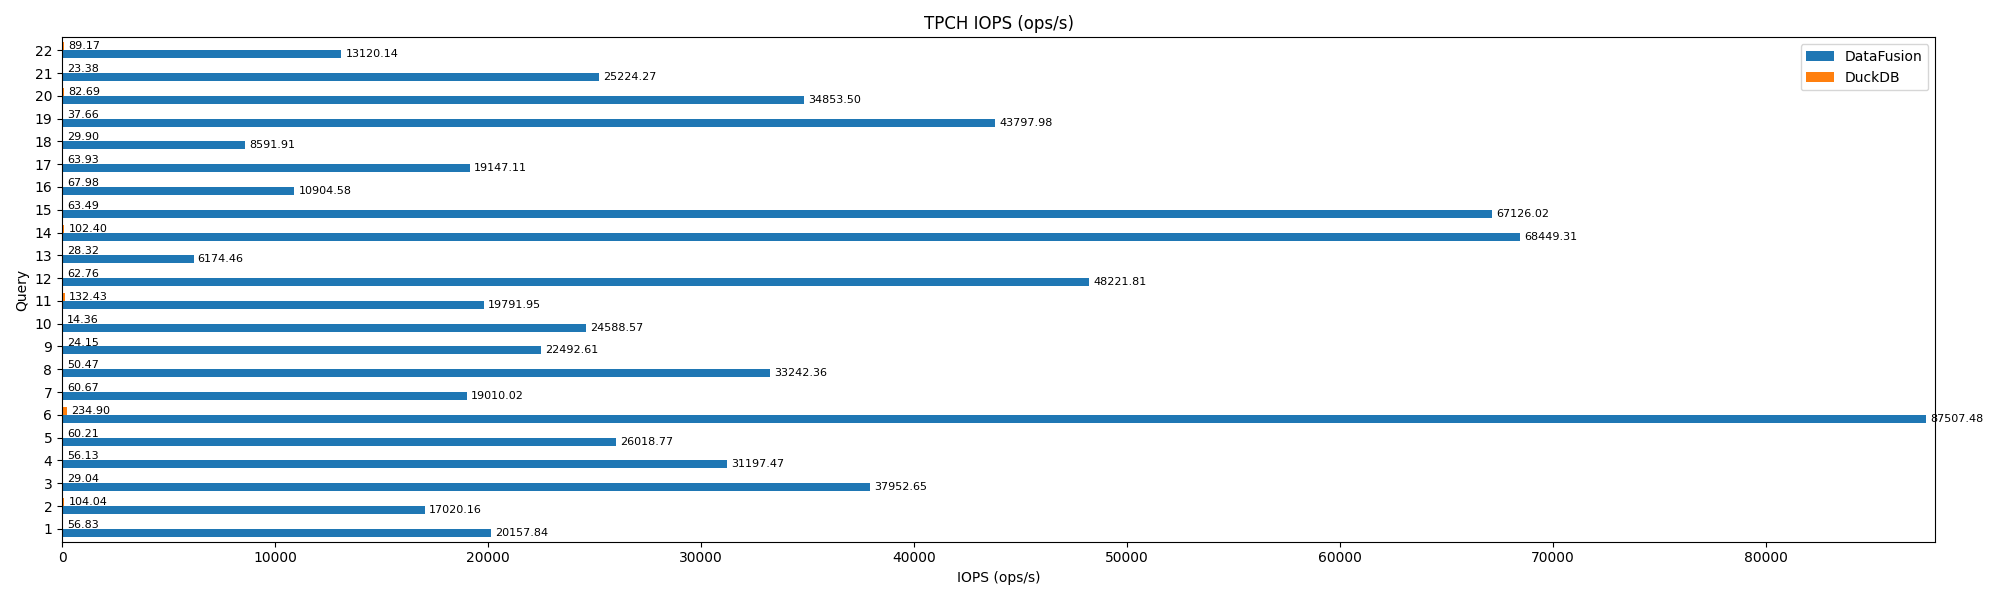 TPCH IOPS (ops/s)
DataFusion
DuckDB
Query
22 89.17 13120.14
21 23.38 25224.27
20 82.69 34853.50
19 37.66 43797.98
18 29.90 8591.91
17 63.93 19147.11
16 67.98 10904.58
15 63.49 67126.02
14 102.40 68449.31
13 28.32 6174.46
12 62.76 48221.81
11 132.43 19791.95
10 14.36 24588.57
9 24.15 22492.61
8 50.47 33242.36
7 60.67 19010.02
6 234.90 87507.48
5 60.21 26018.77
4 56.13 31197.47
3 29.04 37952.65
2 104.04 17020.16
1 56.83 20157.84
0 10000 20000 30000 40000 50000 60000 70000 80000
IOPS (ops/s)